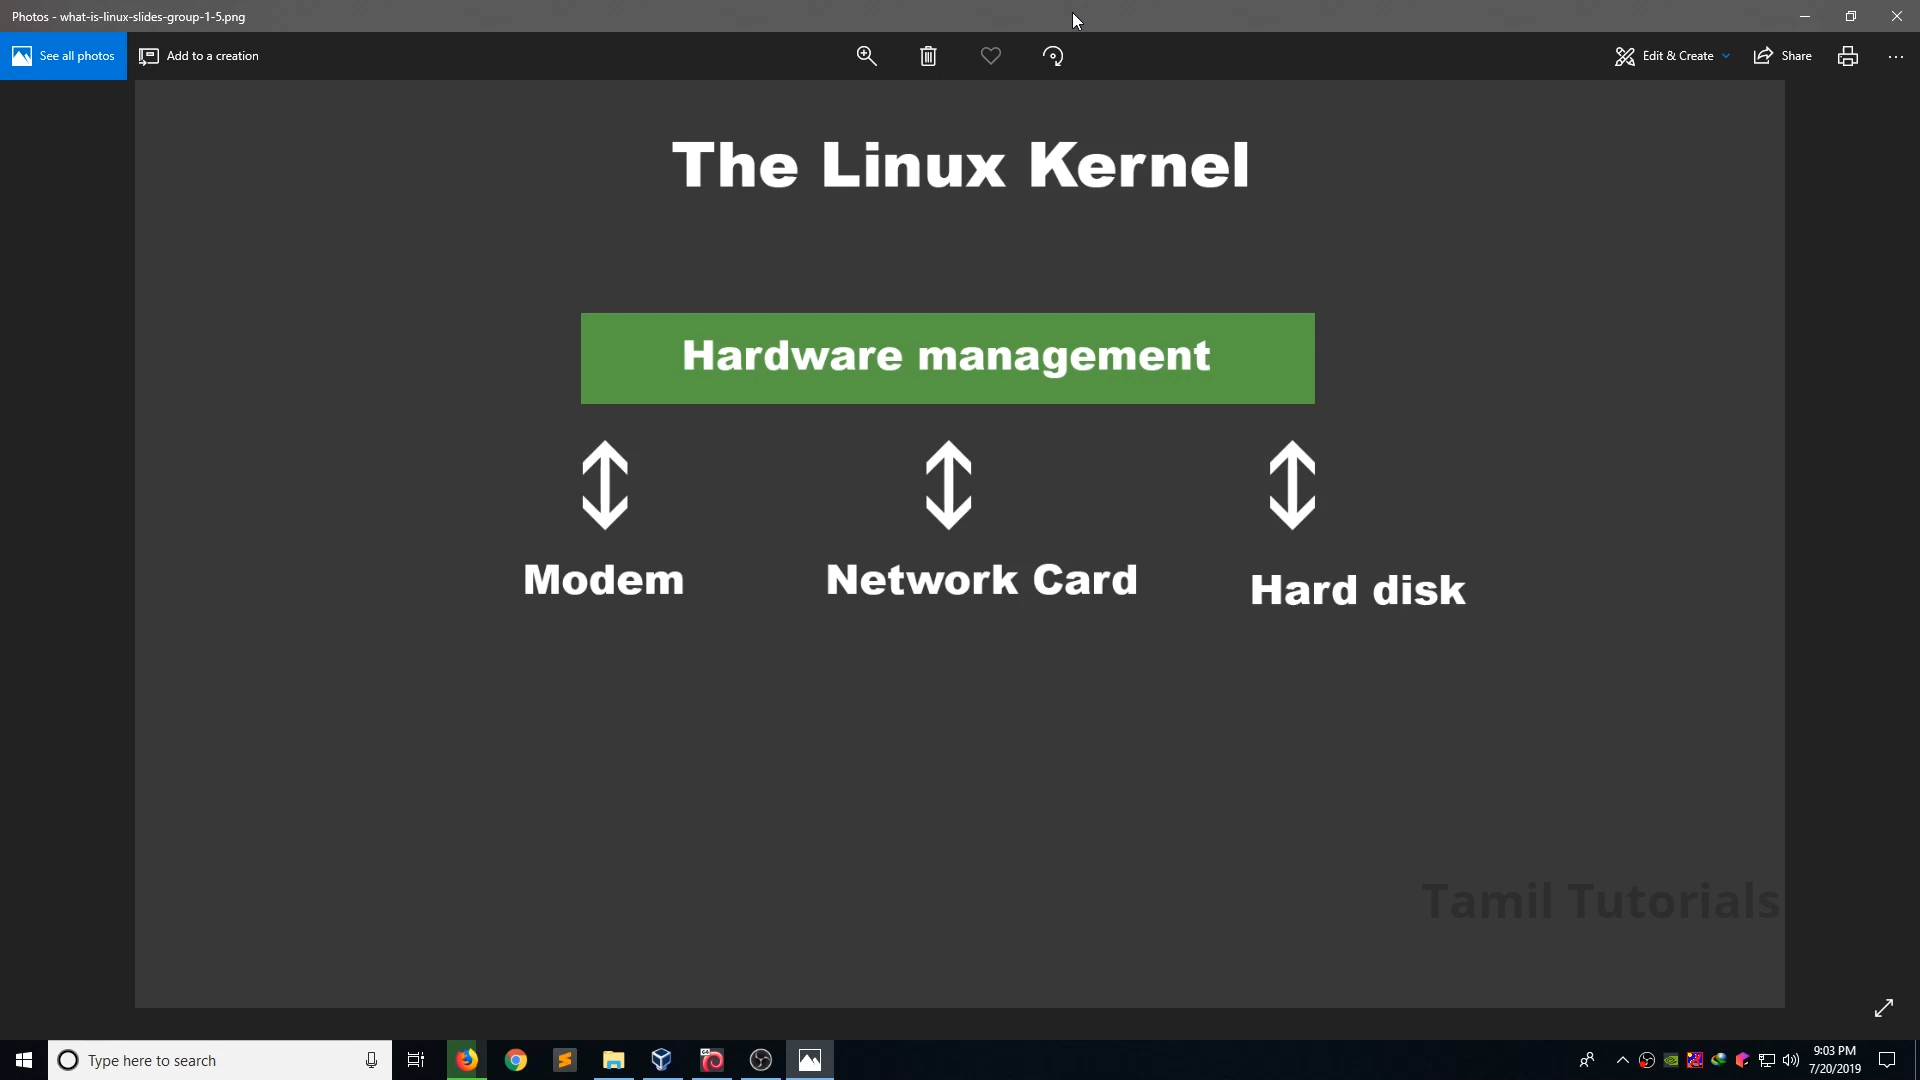 Photos - what-is-linux-slides-group-1-5.png
See all photos
Add to a creation
Edit & Create
Share
The Linux Kernel
Hardware management
Modem
Network Card
Hard disk
Tamil Tutorials
Type here to search
9:03 PM
7/20/2019